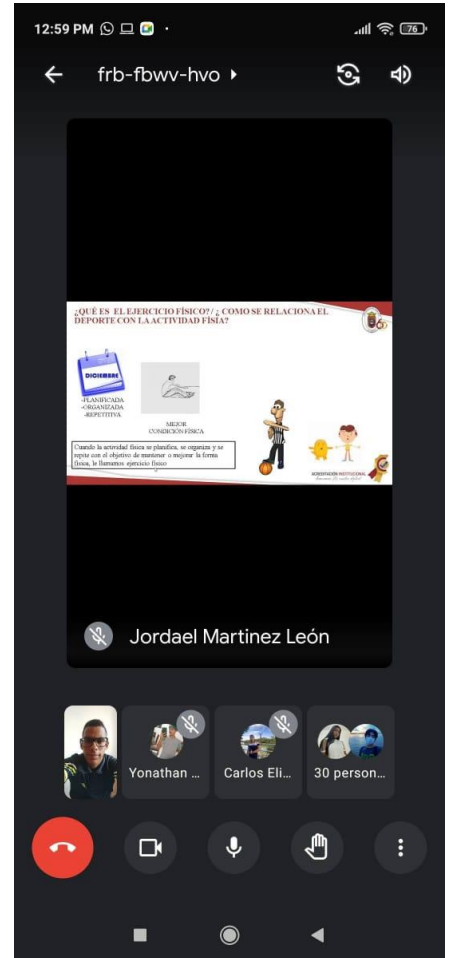 12:59 PM
76
frb-fbwv-hvo
¿QUÉ ES EL EJERCICIO FÍSICO?/ ¿ COMO SE RELACIONA EL
DEPORTE CON LA ACTIVIDAD FÍSIA?
DICIEMBRE
-PLANIFICADA
-ORGANIZADA
-REPETITIVA
MEJOR
CONDICIÓN FÍSICA
Cuando la actividad física se planifica, se organiza y se
repite con el objetivo de mantener o mejorar la forma
física, le llamamos ejercicio físico
ACREDITACIÓN INSTITUCIONAL
Jordael Martinez León
Yonathan ...
Carlos Eli...
30 person...